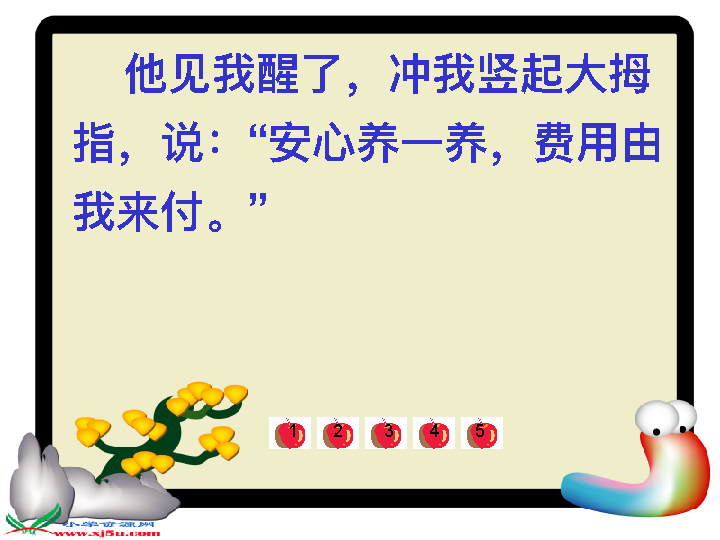 他见我醒了，冲我竖起大拇
指，说：“安心养一养，费用由
我来付。”
1 2 3 4 5
小学资源网
www.xj5u.com